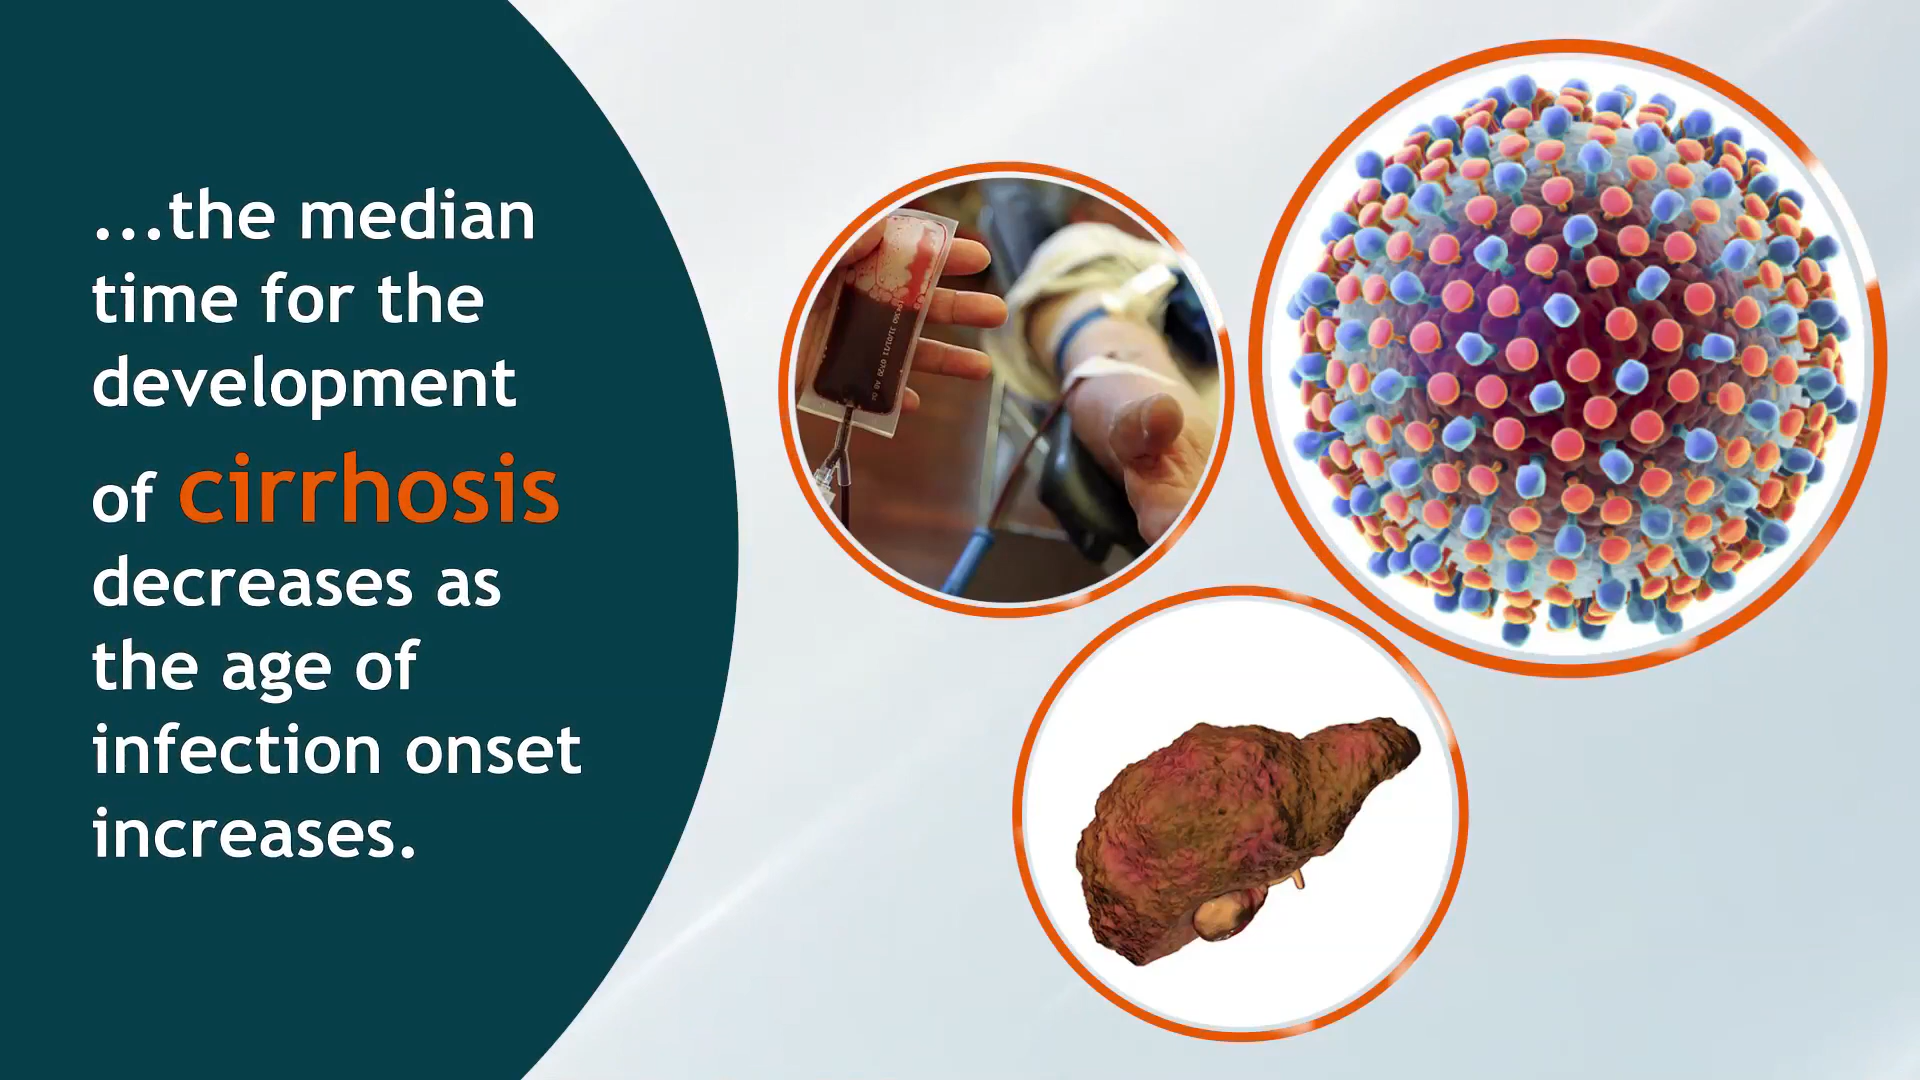 ...the median
time for the
development
of cirrhosis
decreases as
the age of
infection onset
increases.